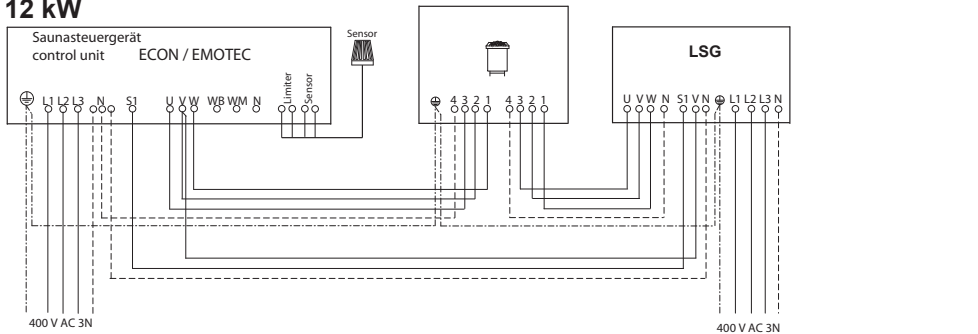 12 kW
Saunasteuergerät
control unit ECON / EMOTEC
Sensor
LSG
L1 L2 L3 N S1 U V W WB WM N Limiter Sensor
4 3 2 1 4 3 2 1
U V W N S1 V N L1 L2 L3 N
400 V AC 3N
400 V AC 3N